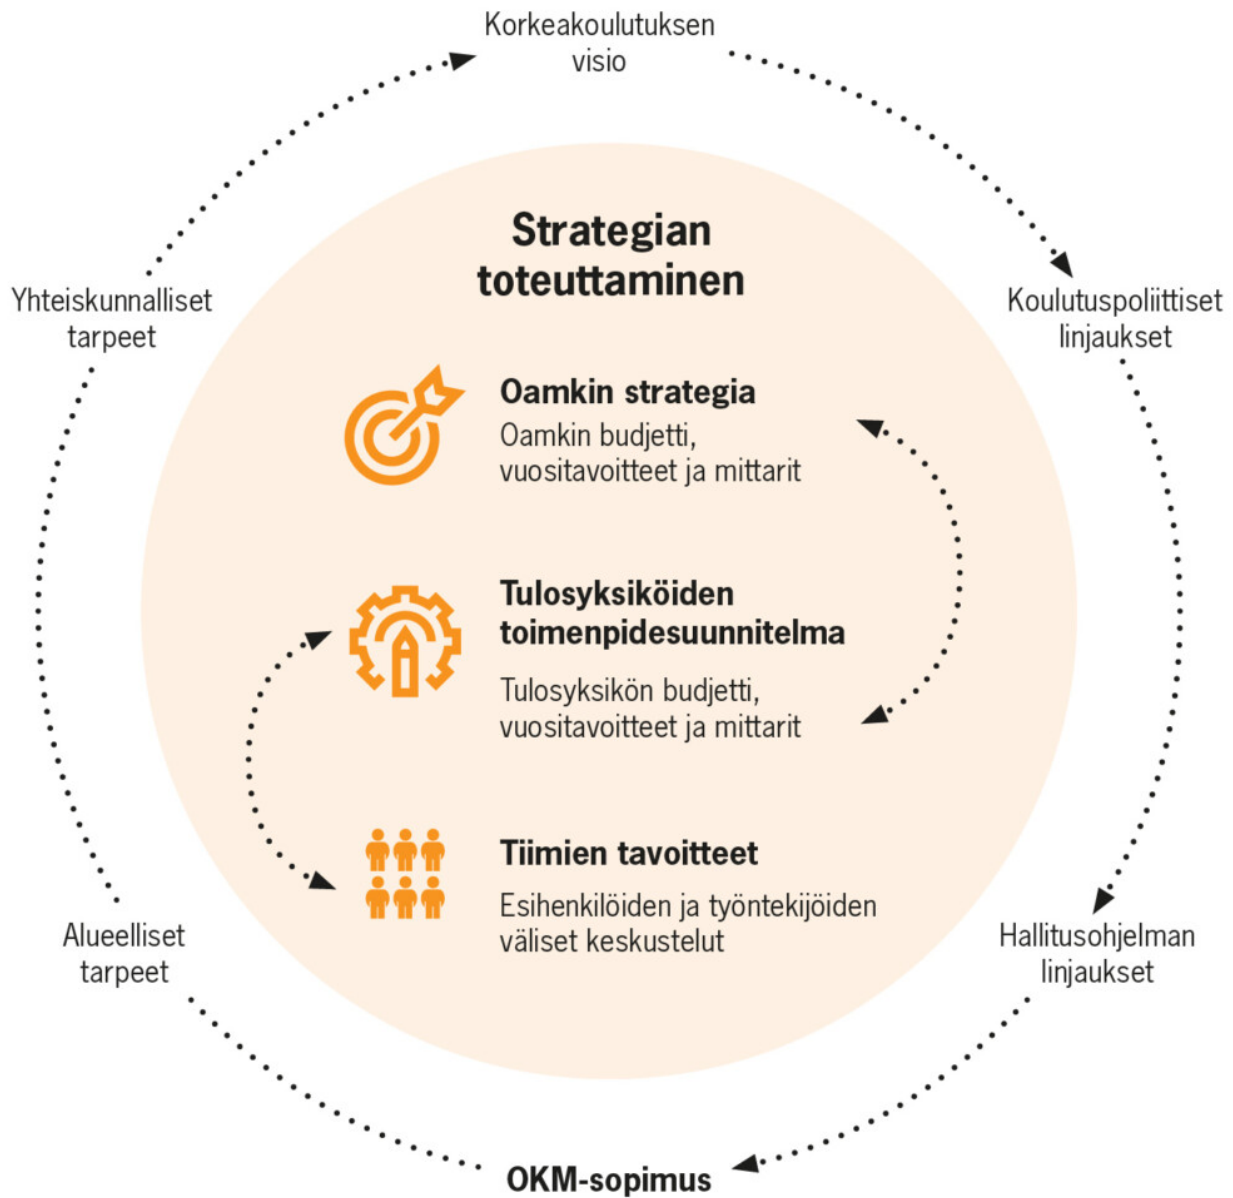 Korkeakoulutuksen
visio
Yhteiskunnalliset
tarpeet
Koulutuspoliittiset
linjaukset
Strategian
toteuttaminen
Oamkin strategia
Oamkin budjetti,
vuositavoitteet ja mittarit
Tulosyksiköiden
toimenpidesuunnitelma
Tulosyksikön budjetti,
vuositavoitteet ja mittarit
Tiimien tavoitteet
Esihenkilöiden ja työntekijöiden
väliset keskustelut
Alueelliset
tarpeet
Hallitusohjelman
linjaukset
OKM-sopimus